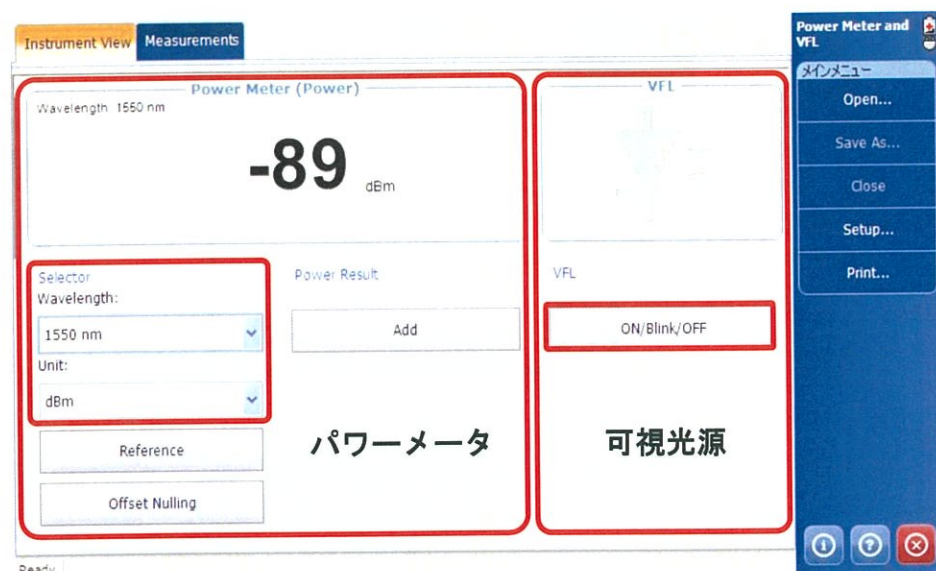 Instrument View
Measurements
Power Meter (Power)
Wavelength 1550 nm
-89 dBm
Selector
Wavelength:
1550 nm
Unit:
dBm
Reference
Offset Nulling
Power Result
Add
パワーメータ
VFL
VFL
ON/Blink/OFF
可視光源
Power Meter and
VFL
メインメニュー
Open...
Save As...
Close
Setup...
Print...
Ready